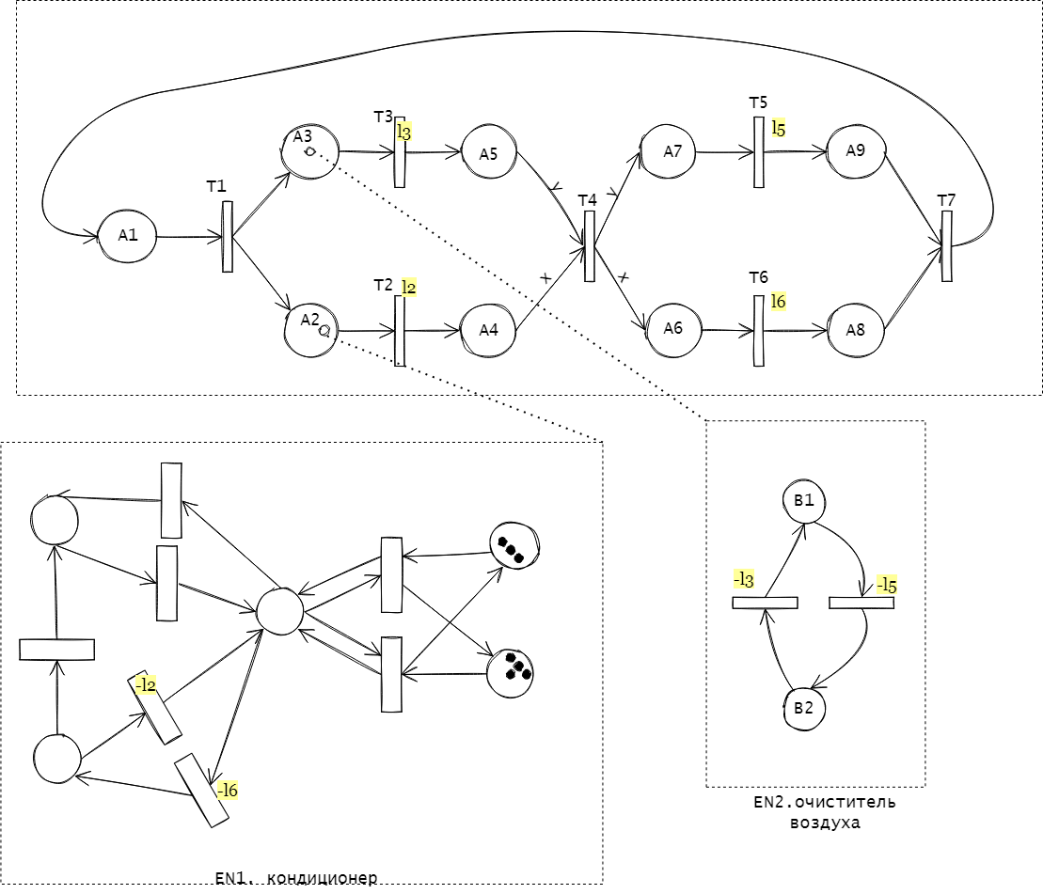 T5
T3
l5
l3
A3
A5
A7
A9
T1
T4
T7
Y
Y
A1
T2
l2
X
X
T6
l6
A2
A4
A6
A8
B1
-l3
-l5
-l2
B2
-l6
EN2.очиститель
воздуха
EN1. кондиционер